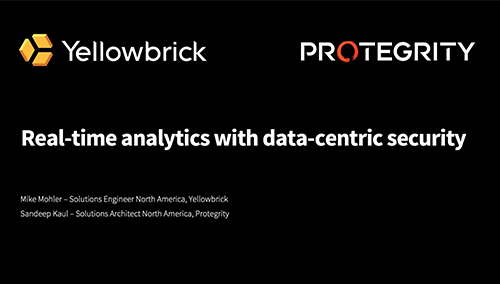 Yellowbrick PROTEGRITY
Real-time analytics with data-centric security
Mike Mohler – Solutions Engineer North America, Yellowbrick
Sandeep Kaul – Solutions Architect North America, Protegrity